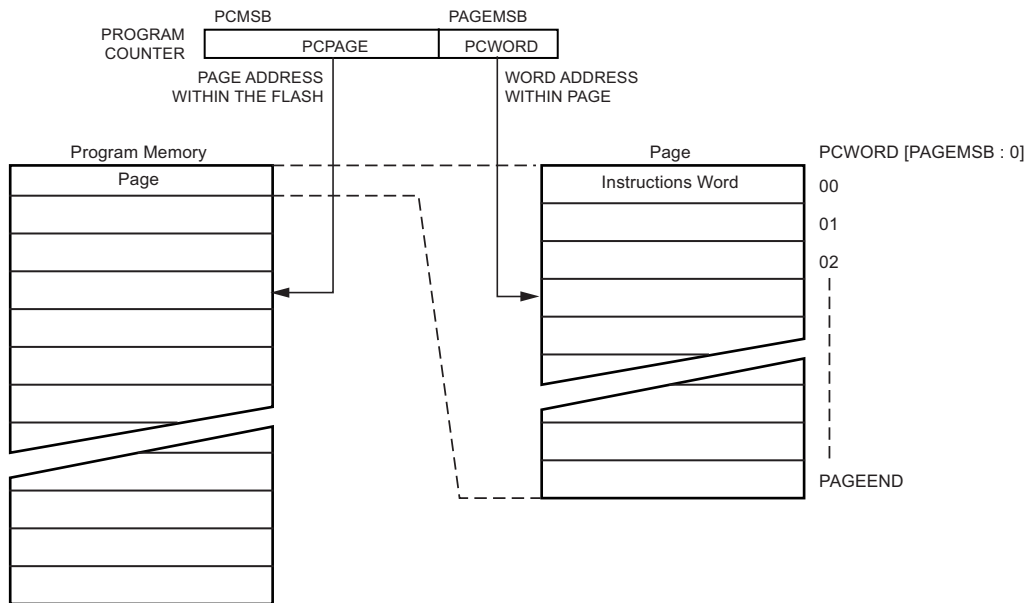 PCMSB
PAGEMSB
PROGRAM
COUNTER
PCPAGE
PCWORD
PAGE ADDRESS
WITHIN THE FLASH
WORD ADDRESS
WITHIN PAGE
Program Memory
Page
PCWORD [PAGEMSB : 0]
Page
Instructions Word
00
01
02
PAGEEND